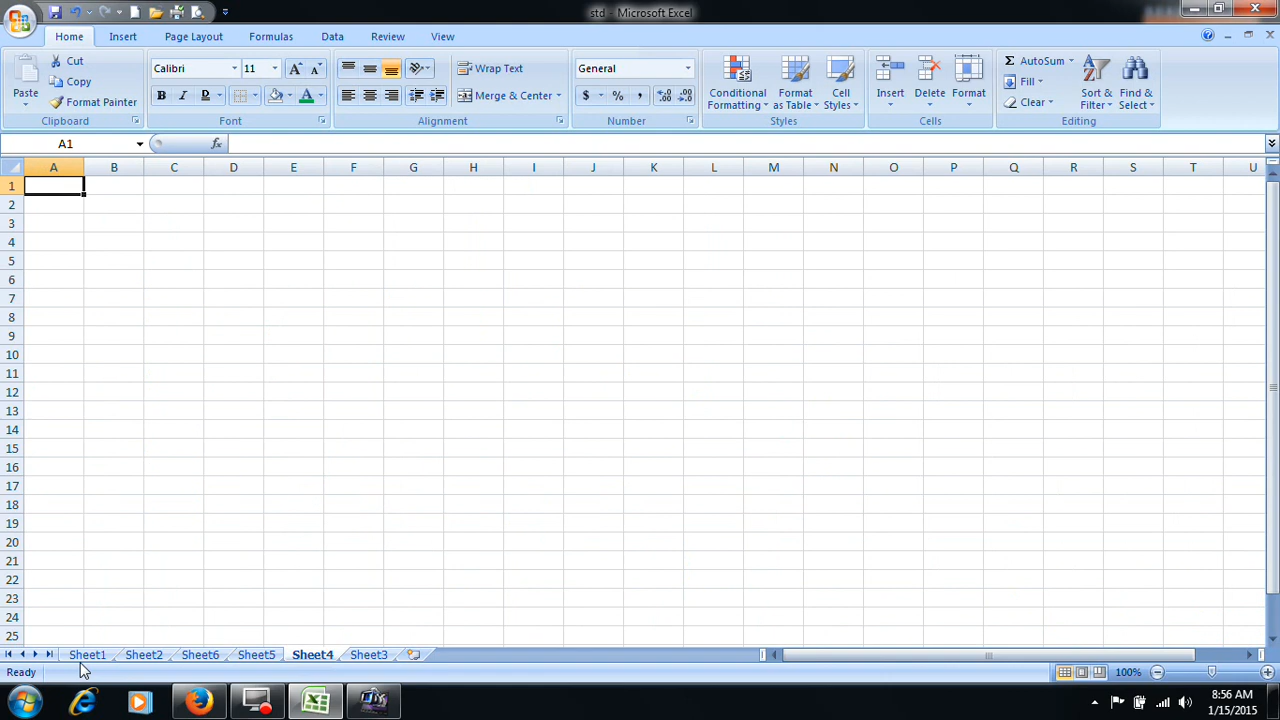 std - Microsoft Excel
Home Insert Page Layout Formulas Data Review View
Paste Cut Copy Format Painter Clipboard
Calibri 11 B I D A Font
Wrap Text Merge & Center Alignment
General $ % , Number
Conditional Formatting Format as Table Cell Styles Styles
Insert Delete Format Cells
Σ AutoSum Fill Clear Sort & Filter Find & Select Editing
A1 fx
A B C D E F G H I J K L M N O P Q R S T U
1
2
3
4
5
6
7
8
9
10
11
12
13
14
15
16
17
18
19
20
21
22
23
24
25
Sheet1 Sheet2 Sheet6 Sheet5 Sheet4 Sheet3
Ready 100%
8:56 AM
1/15/2015